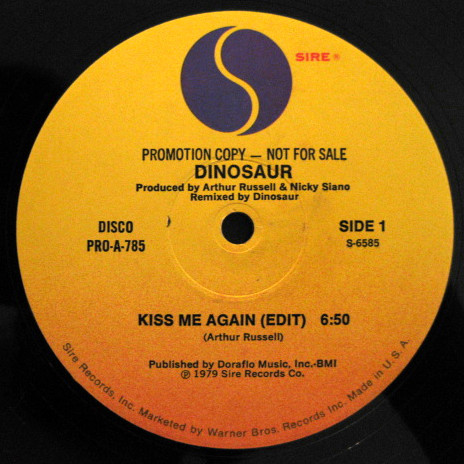 SIRE ®
PROMOTION COPY — NOT FOR SALE
DINOSAUR
Produced by Arthur Russell & Nicky Siano
Remixed by Dinosaur
DISCO
PRO-A-785
SIDE 1
S-6585
KISS ME AGAIN (EDIT) 6:50
(Arthur Russell)
Published by Doraflo Music, Inc.-BMI
℗ 1979 Sire Records Co.
Sire Records, Inc. Marketed by Warner Bros. Records Inc. Made in U.S.A.